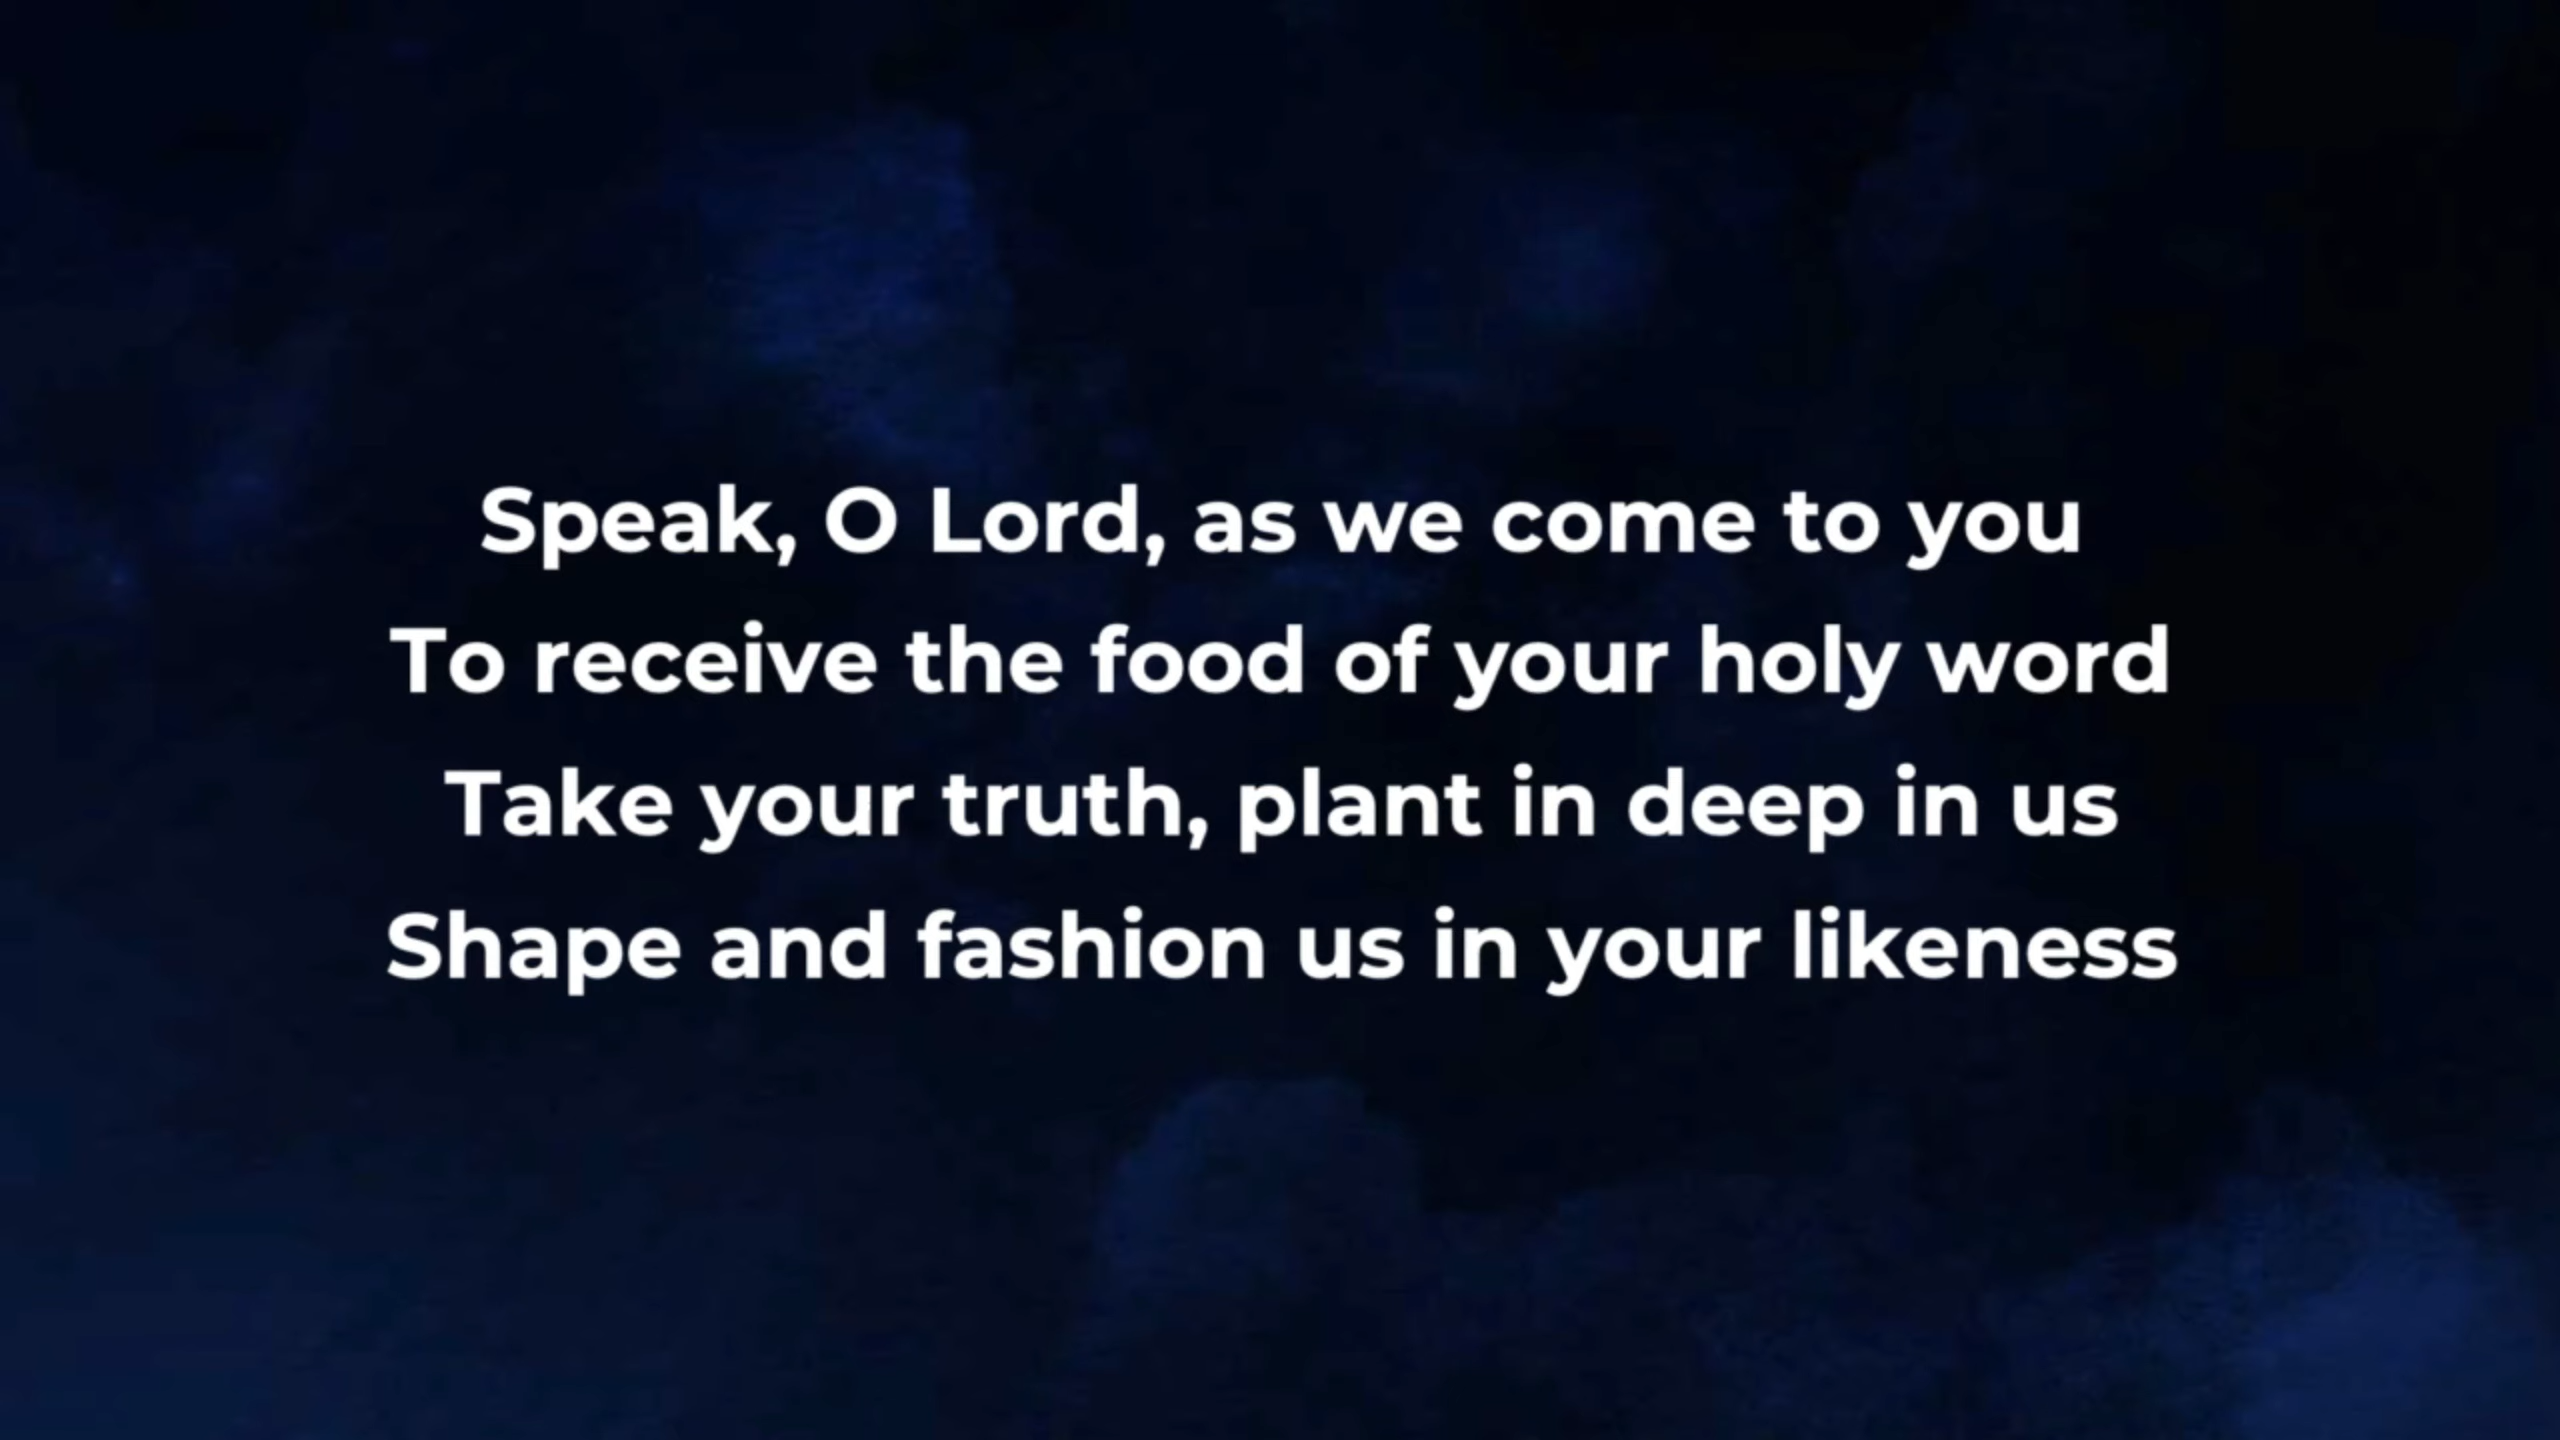 Speak, O Lord, as we come to you
To receive the food of your holy word
Take your truth, plant in deep in us
Shape and fashion us in your likeness